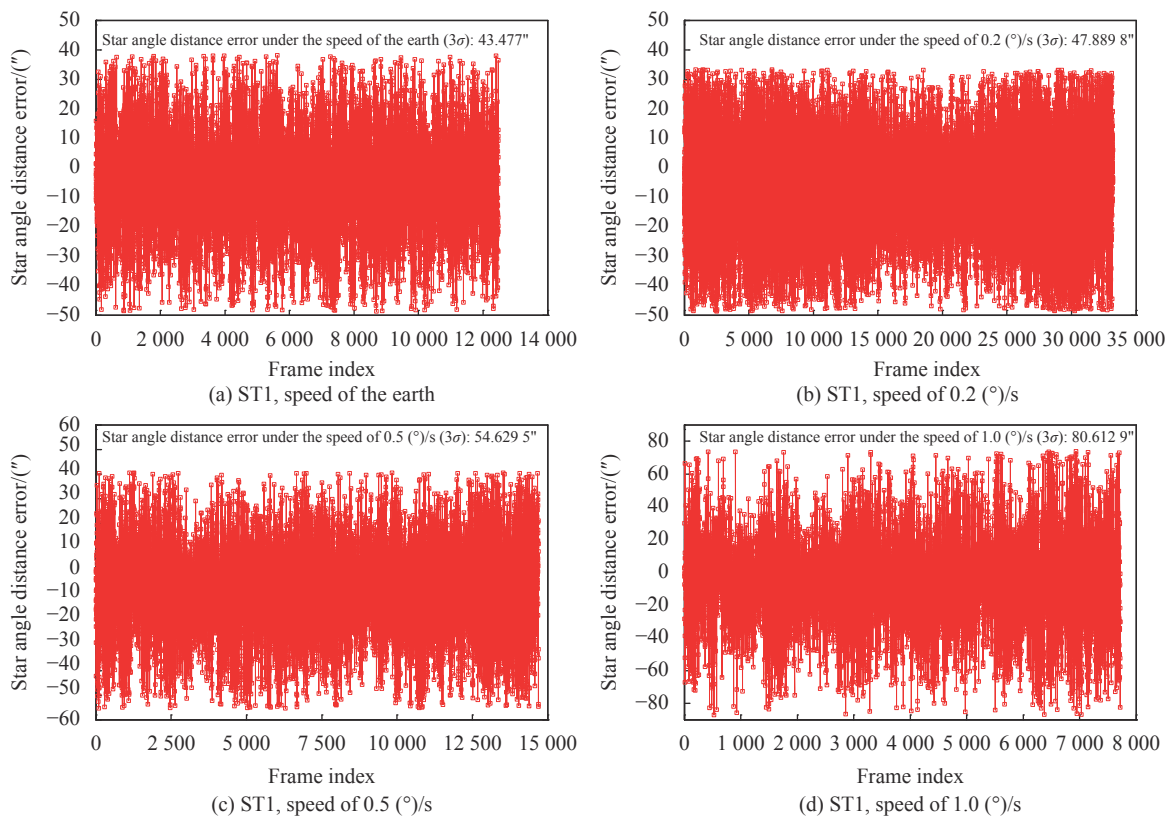 Star angle distance error under the speed of the earth (3σ): 43.477"
Star angle distance error/(″)
50
40
30
20
10
0
−10
−20
−30
−40
−50
0 2 000 4 000 6 000 8 000 10 000 12 000 14 000
Frame index
(a) ST1, speed of the earth
Star angle distance error under the speed of 0.2 (°)/s (3σ): 47.889 8"
Star angle distance error/(″)
50
40
30
20
10
0
−10
−20
−30
−40
−50
0 5 000 10 000 15 000 20 000 25 000 30 000 35 000
Frame index
(b) ST1, speed of 0.2 (°)/s
Star angle distance error under the speed of 0.5 (°)/s (3σ): 54.629 5"
Star angle distance error/(″)
60
50
40
30
20
10
0
−10
−20
−30
−40
−50
−60
0 2 500 5 000 7 500 10 000 12 500 15 000
Frame index
(c) ST1, speed of 0.5 (°)/s
Star angle distance error under the speed of 1.0 (°)/s (3σ): 80.612 9"
Star angle distance error/(″)
80
60
40
20
0
−20
−40
−60
−80
0 1 000 2 000 3 000 4 000 5 000 6 000 7 000 8 000
Frame index
(d) ST1, speed of 1.0 (°)/s